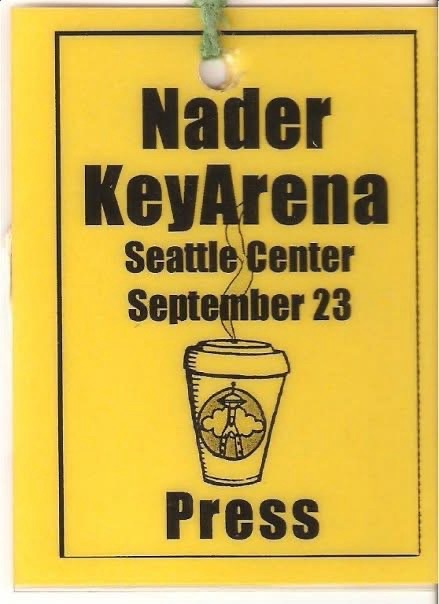 Nader
KeyArena
Seattle Center
September 23
Press